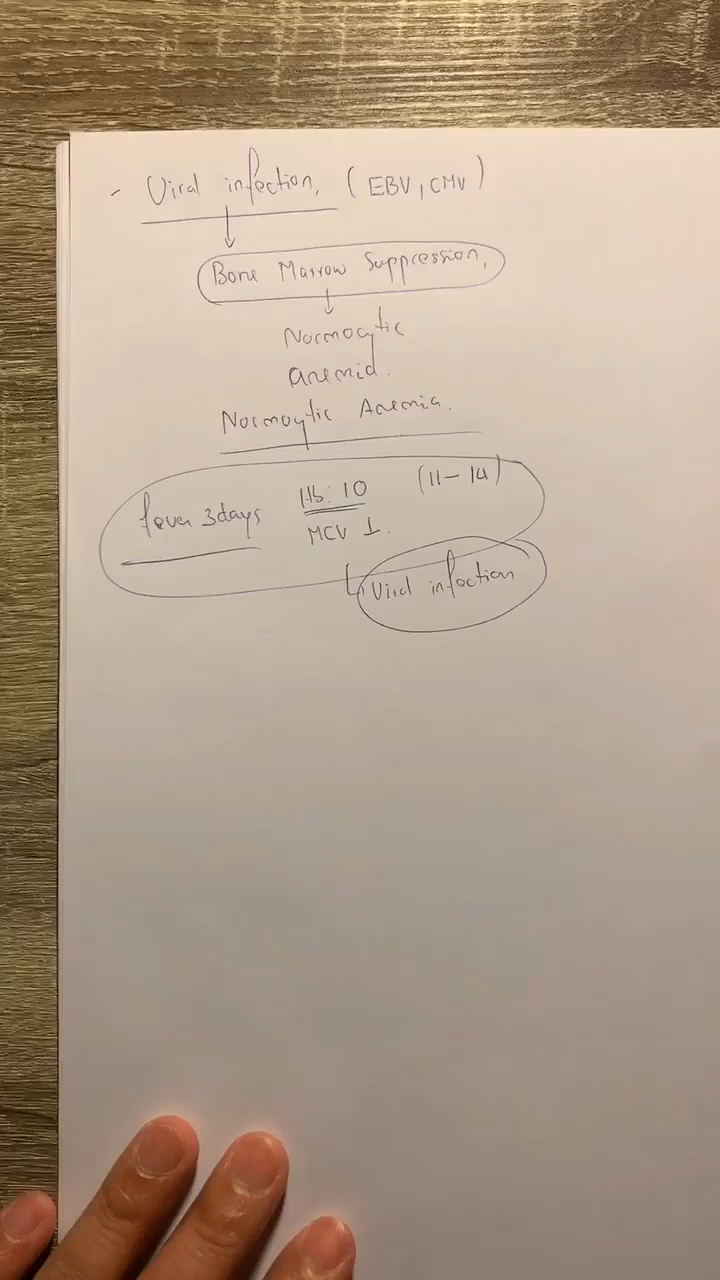 - Viral infection, (EBV, CMV)
↓
Bone Marrow Suppression,
↓
Normocytic
anemia.
Normocytic Anemia.
fever 3days Hb: 10 (11-14)
MCV ⊥.
Viral infection